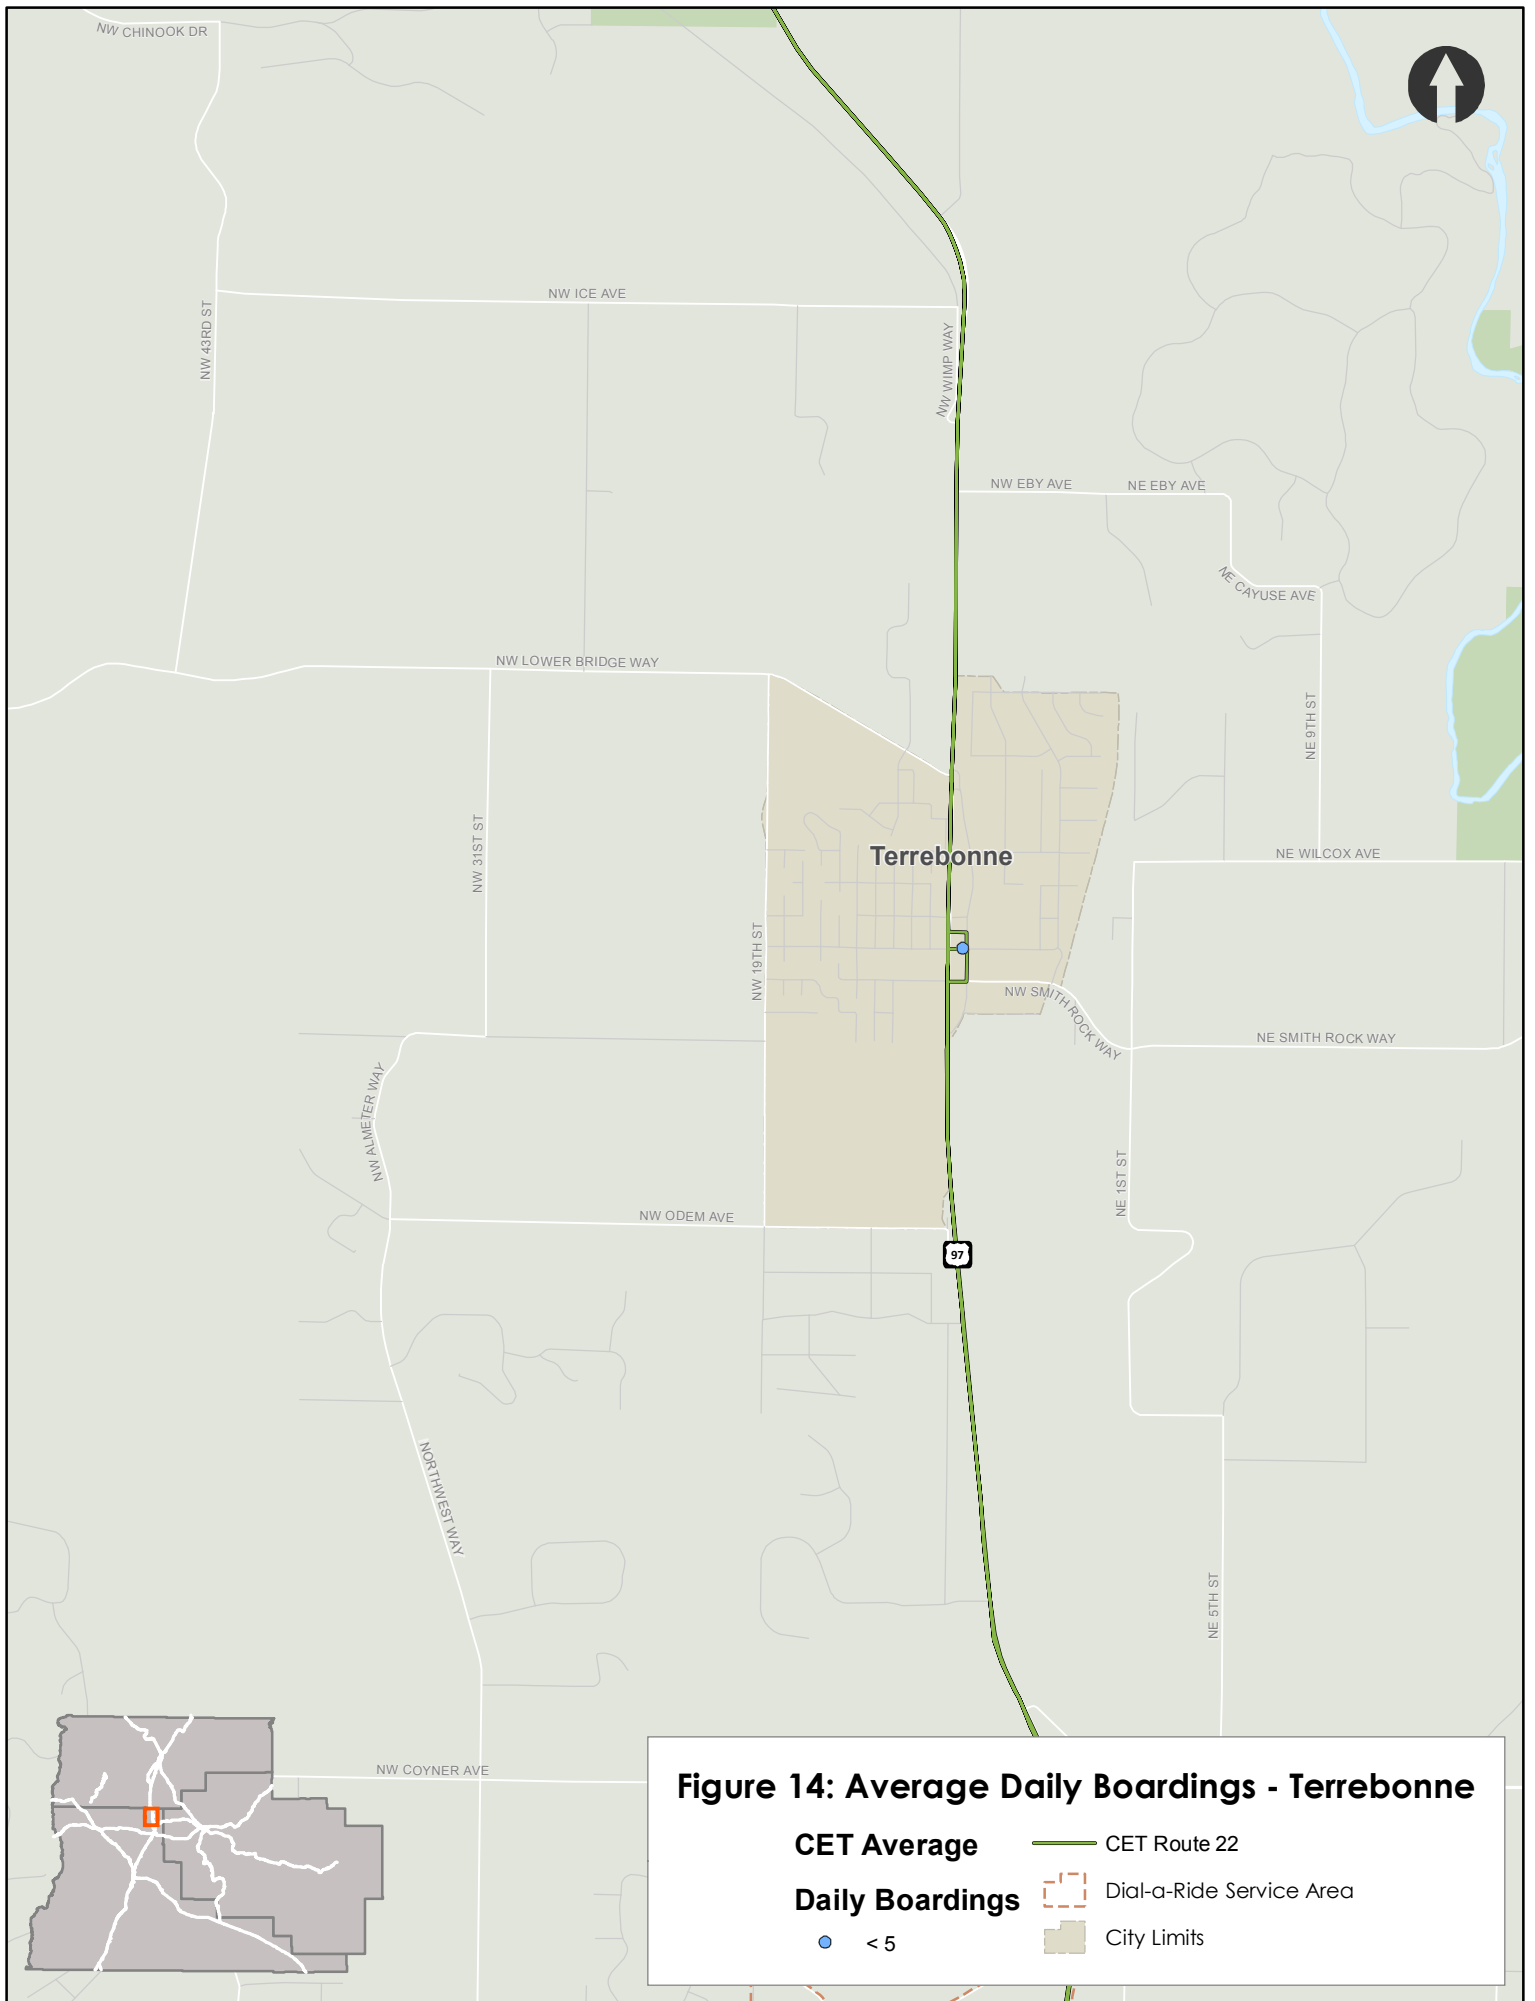 NW CHINOOK DR
NW ICE AVE
NW 43RD ST
NW WIMP WAY
NW EBY AVE
NE EBY AVE
NE CAYUSE AVE
NW LOWER BRIDGE WAY
NE 9TH ST
NW 31ST ST
Terrebonne
NE WILCOX AVE
NW 19TH ST
NW SMITH ROCK WAY
NE SMITH ROCK WAY
NW ALMETER WAY
NE 1ST ST
NW ODEM AVE
97
NORTHWEST WAY
NE 5TH ST
NW COYNER AVE
Figure 14: Average Daily Boardings - Terrebonne
CET Average
Daily Boardings
< 5
CET Route 22
Dial-a-Ride Service Area
City Limits